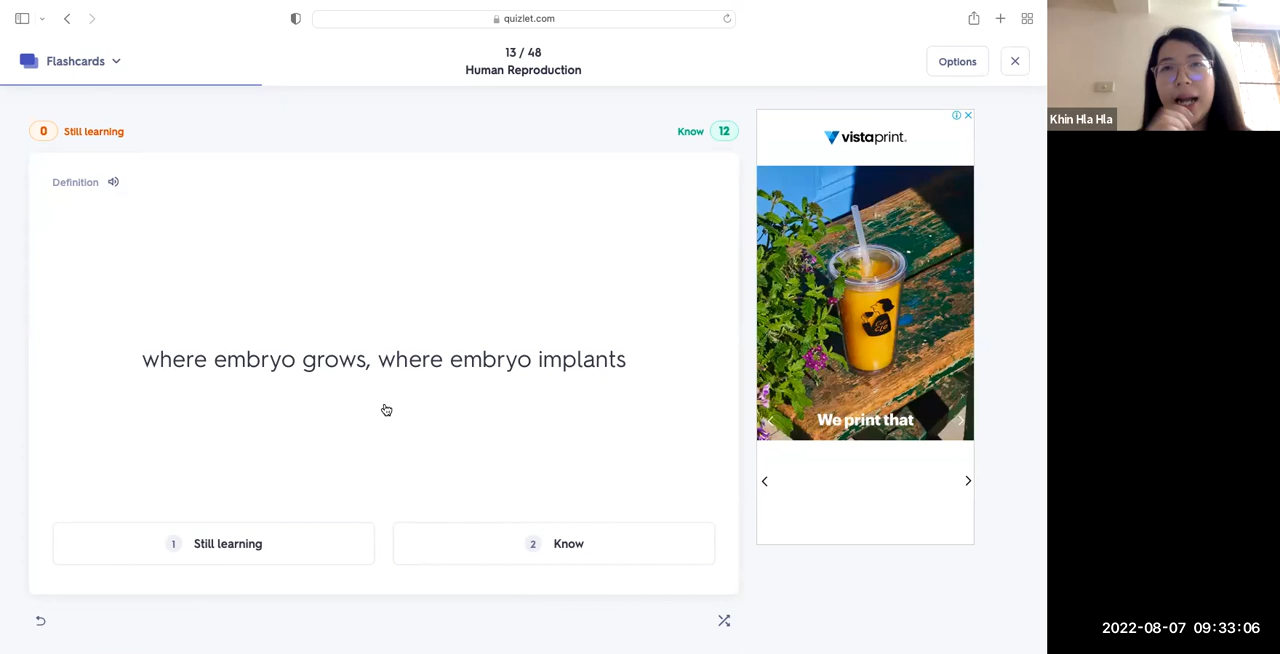 quizlet.com
Flashcards
13 / 48
Human Reproduction
Options
0 Still learning
Know 12
Definition
where embryo grows, where embryo implants
1 Still learning
2 Know
vistaprint.
We print that
Khin Hla Hla
2022-08-07 09:33:06